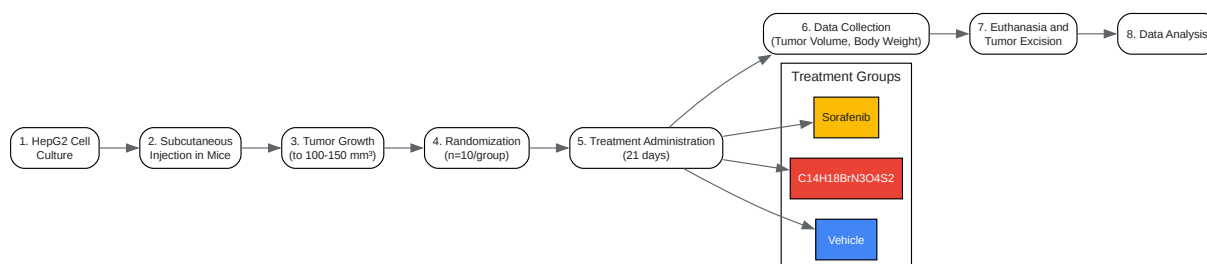 1. HepG2 Cell
Culture
2. Subcutaneous
Injection in Mice
3. Tumor Growth
(to 100-150 mm³)
4. Randomization
(n=10/group)
5. Treatment Administration
(21 days)
6. Data Collection
(Tumor Volume, Body Weight)
7. Euthanasia and
Tumor Excision
8. Data Analysis
Treatment Groups
Sorafenib
C14H18BrN3O4S2
Vehicle